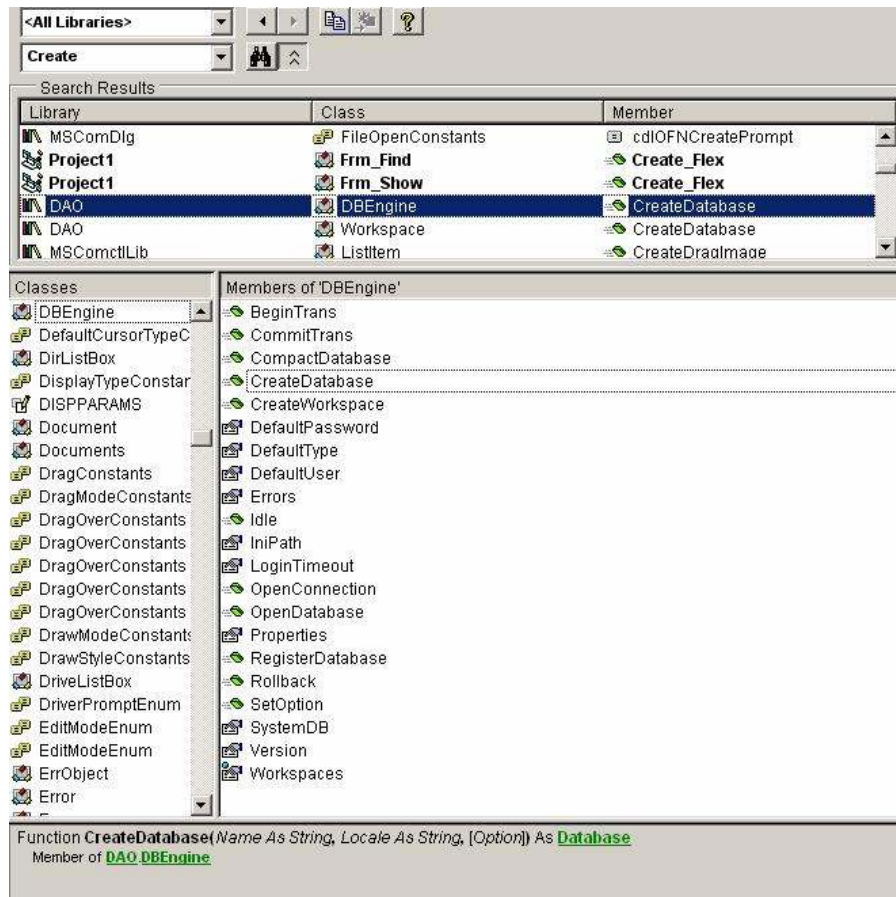 <All Libraries>
Create
Search Results
Library Class Member
MSComDlg FileOpenConstants cdlOFNCreatePrompt
Project1 Frm_Find Create_Flex
Project1 Frm_Show Create_Flex
DAO DBEngine CreateDatabase
DAO Workspace CreateDatabase
MSComctlLib ListItem CreateDragImage
Classes
DBEngine
DefaultCursorTypeC
DirListBox
DisplayTypeConstar
DISPPARAMS
Document
Documents
DragConstants
DragModeConstants
DragOverConstants
DragOverConstants
DragOverConstants
DragOverConstants
DragOverConstants
DrawModeConstants
DrawStyleConstants
DriveListBox
DriverPromptEnum
EditModeEnum
EditModeEnum
ErrObject
Error
Members of 'DBEngine'
BeginTrans
CommitTrans
CompactDatabase
CreateDatabase
CreateWorkspace
DefaultPassword
DefaultType
DefaultUser
Errors
Idle
IniPath
LoginTimeout
OpenConnection
OpenDatabase
Properties
RegisterDatabase
Rollback
SetOption
SystemDB
Version
Workspaces
Function CreateDatabase(Name As String, Locale As String, [Option]) As Database
Member of DAO.DBEngine